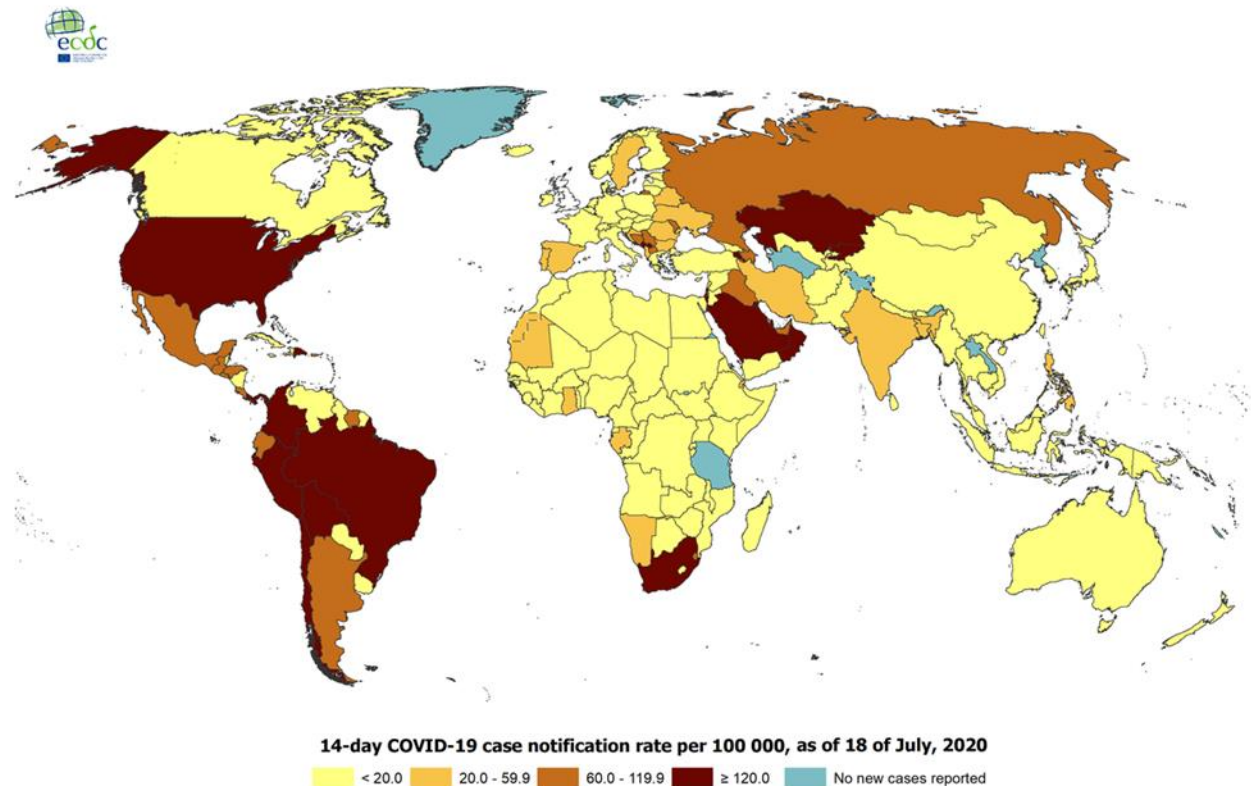 ecdc
14-day COVID-19 case notification rate per 100 000, as of 18 of July, 2020
< 20.0 20.0 - 59.9 60.0 - 119.9 ≥ 120.0 No new cases reported